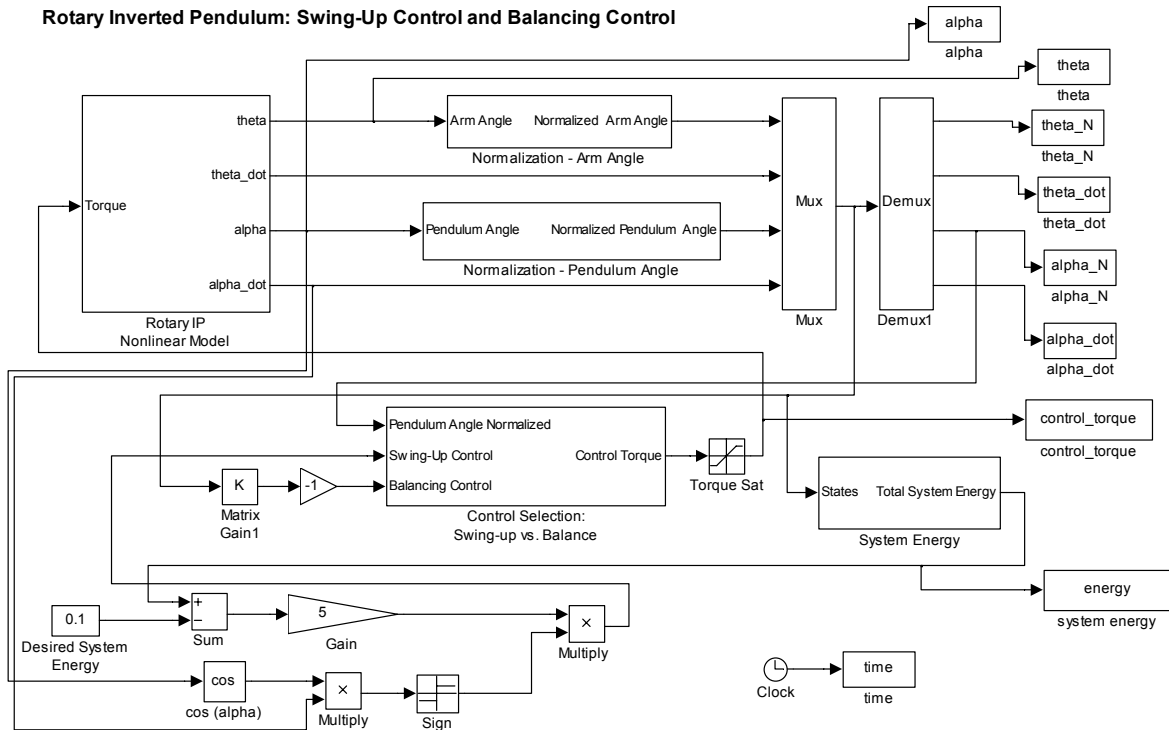 Rotary Inverted Pendulum: Swing-Up Control and Balancing Control
alpha
alpha
theta
theta
theta
Arm Angle
Normalized Arm Angle
Normalization - Arm Angle
theta_N
theta_N
theta_dot
Torque
Mux
Demux
theta_dot
theta_dot
alpha
Pendulum Angle
Normalized Pendulum Angle
Normalization - Pendulum Angle
alpha_N
alpha_N
alpha_dot
Rotary IP
Nonlinear Model
Mux
Demux1
alpha_dot
alpha_dot
Pendulum Angle Normalized
Swing-Up Control
Control Torque
Balancing Control
Control Selection:
Swing-up vs. Balance
Torque Sat
control_torque
control_torque
K
Matrix
Gain1
-1
States
Total System Energy
System Energy
energy
system energy
0.1
Desired System
Energy
+
−
Sum
5
Gain
×
Multiply
cos
cos (alpha)
×
Multiply
Sign
Clock
time
time